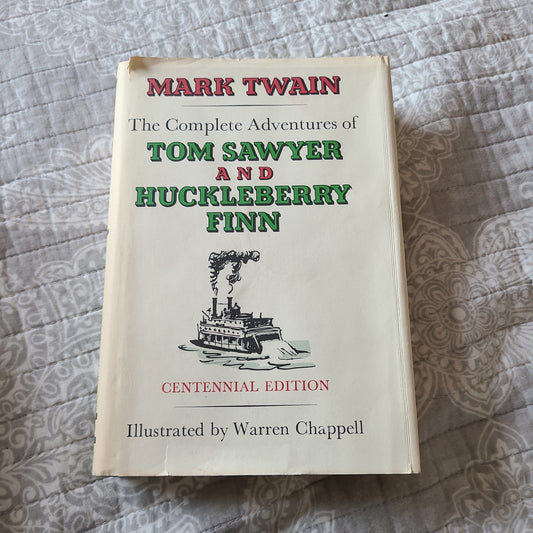 MARK TWAIN
The Complete Adventures of
TOM SAWYER
AND
HUCKLEBERRY
FINN
CENTENNIAL EDITION
Illustrated by Warren Chappell